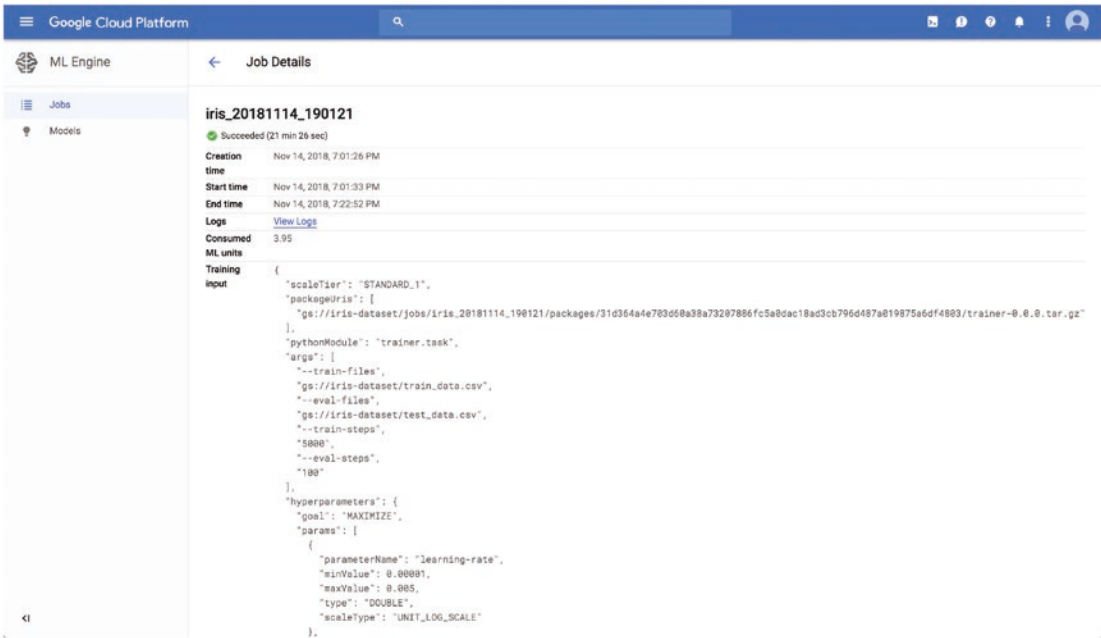 Google Cloud Platform
ML Engine
Job Details
Jobs
Models
iris_20181114_190121
Succeeded (21 min 26 sec)
Creation time Nov 14, 2018, 7:01:26 PM
Start time Nov 14, 2018, 7:01:33 PM
End time Nov 14, 2018, 7:22:52 PM
Logs View Logs
Consumed ML units 3.95
Training input {
"scaleTier": "STANDARD_1",
"packageUris": [
"gs://iris-dataset/jobs/iris_20181114_190121/packages/31d364a4e703d60a38a73207886fc5a0dac18ad3cb796d487a019875a6df4803/trainer-0.0.0.tar.gz"
],
"pythonModule": "trainer.task",
"args": [
"--train-files",
"gs://iris-dataset/train_data.csv",
"--eval-files",
"gs://iris-dataset/test_data.csv",
"--train-steps",
"5000",
"--eval-steps",
"100"
],
"hyperparameters": {
"goal": "MAXIMIZE",
"params": [
{
"parameterName": "learning-rate",
"minValue": 0.00001,
"maxValue": 0.005,
"type": "DOUBLE",
"scaleType": "UNIT_LOG_SCALE"
},